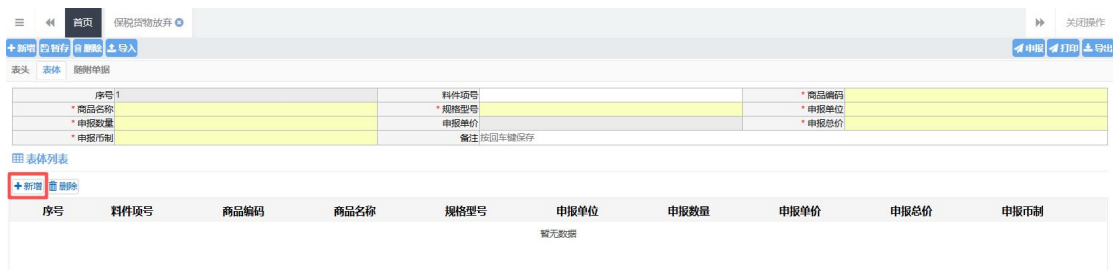 首页 保税货物放弃 关闭操作
新增 暂存 删除 导入 申报 打印 导出
表头 表体 随附单据
序号 1 料件项号 * 商品编码
* 商品名称 * 规格型号 * 申报单位
* 申报数量 申报单价 * 申报总价
* 申报币制 备注 按回车键保存
表体列表
新增 删除
序号 料件项号 商品编码 商品名称 规格型号 申报单位 申报数量 申报单价 申报总价 申报币制
暂无数据